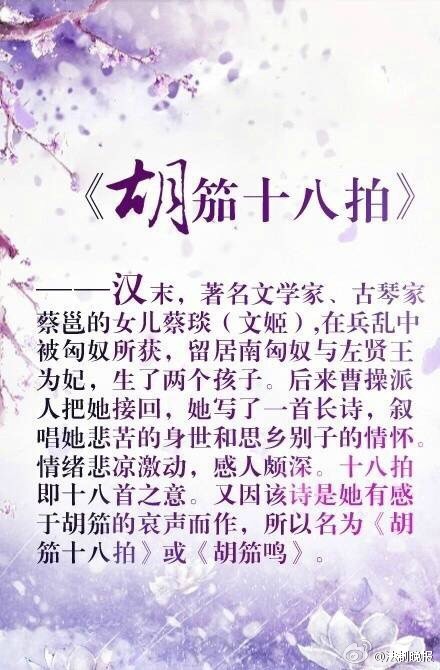 《胡笳十八拍》
——汉末，著名文学家、古琴家
蔡邕的女儿蔡琰（文姬）,在兵乱中
被匈奴所获，留居南匈奴与左贤王
为妃，生了两个孩子。后来曹操派
人把她接回，她写了一首长诗，叙
唱她悲苦的身世和思乡别子的情怀。
情绪悲凉激动，感人颇深。十八拍
即十八首之意。又因该诗是她有感
于胡笳的哀声而作，所以名为《胡
笳十八拍》或《胡笳鸣》。
@法制晚报